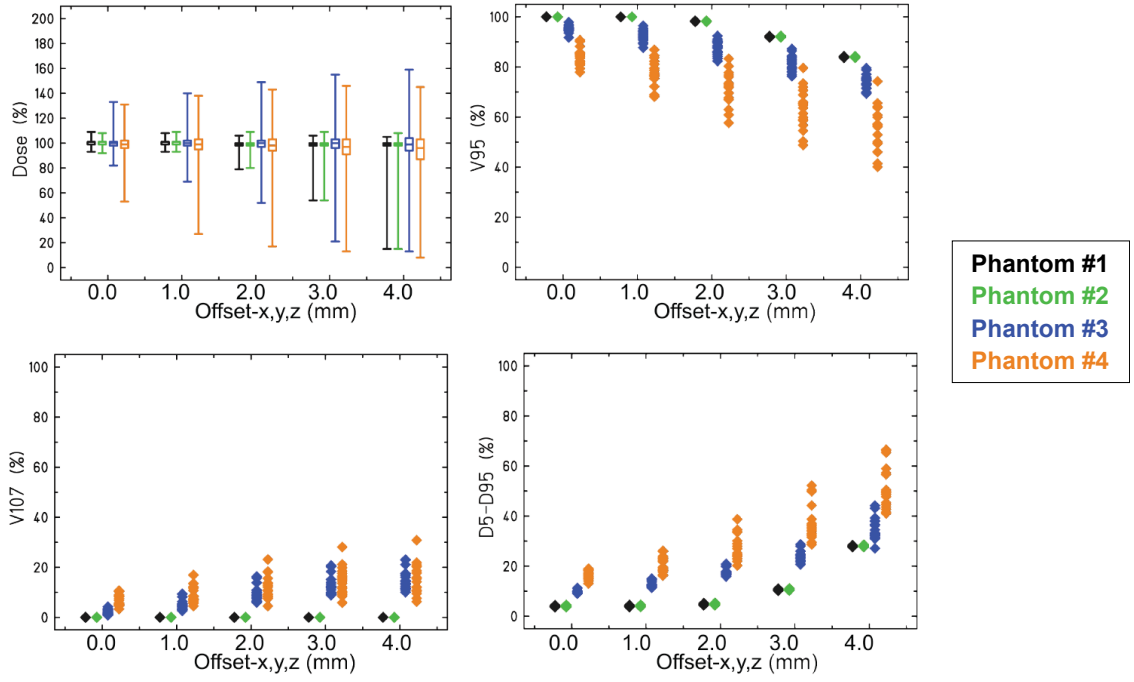 200
180
160
140
120
100
80
60
40
20
0
Dose (%)
0.0 1.0 2.0 3.0 4.0
Offset-x,y,z (mm)
100
80
60
40
20
0
V95 (%)
0.0 1.0 2.0 3.0 4.0
Offset-x,y,z (mm)
Phantom #1
Phantom #2
Phantom #3
Phantom #4
100
80
60
40
20
0
V107 (%)
0.0 1.0 2.0 3.0 4.0
Offset-x,y,z (mm)
100
80
60
40
20
0
D5-D95 (%)
0.0 1.0 2.0 3.0 4.0
Offset-x,y,z (mm)